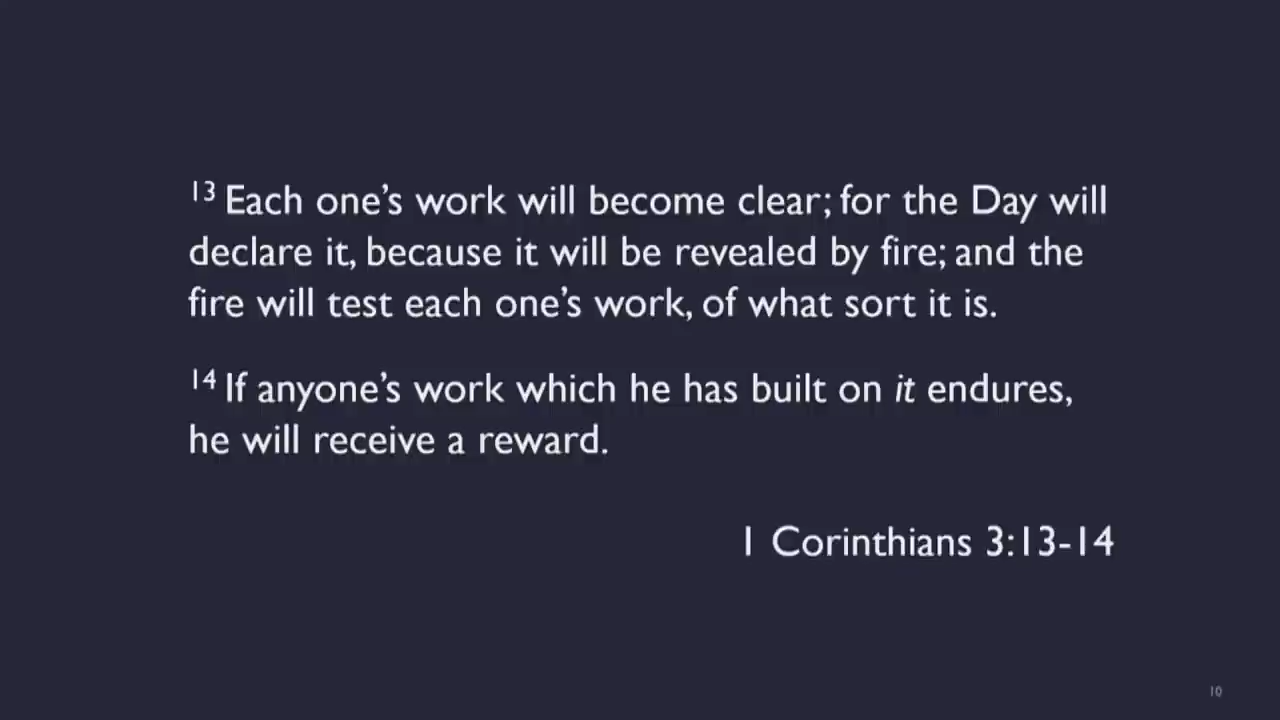 13 Each one’s work will become clear; for the Day will
declare it, because it will be revealed by fire; and the
fire will test each one’s work, of what sort it is.
14 If anyone’s work which he has built on it endures,
he will receive a reward.
1 Corinthians 3:13-14
10